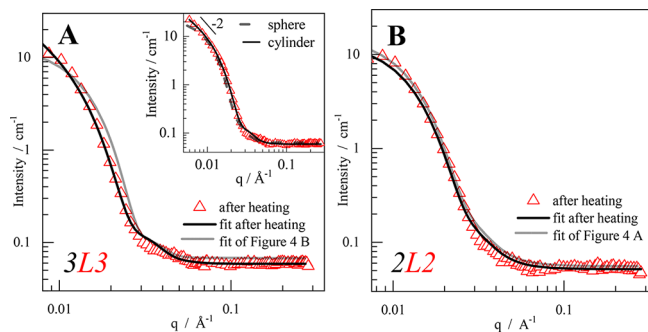 A
Intensity / cm⁻¹
10
1
0.1
0.01
0.1
q / Å⁻¹
after heating
fit after heating
fit of Figure 4 B
3L3
Intensity / cm⁻¹
10
1
0.1
0.01
0.1
q / Å⁻¹
-2
sphere
cylinder
B
Intensity / cm⁻¹
10
1
0.1
0.01
0.1
q / A⁻¹
after heating
fit after heating
fit of Figure 4 A
2L2